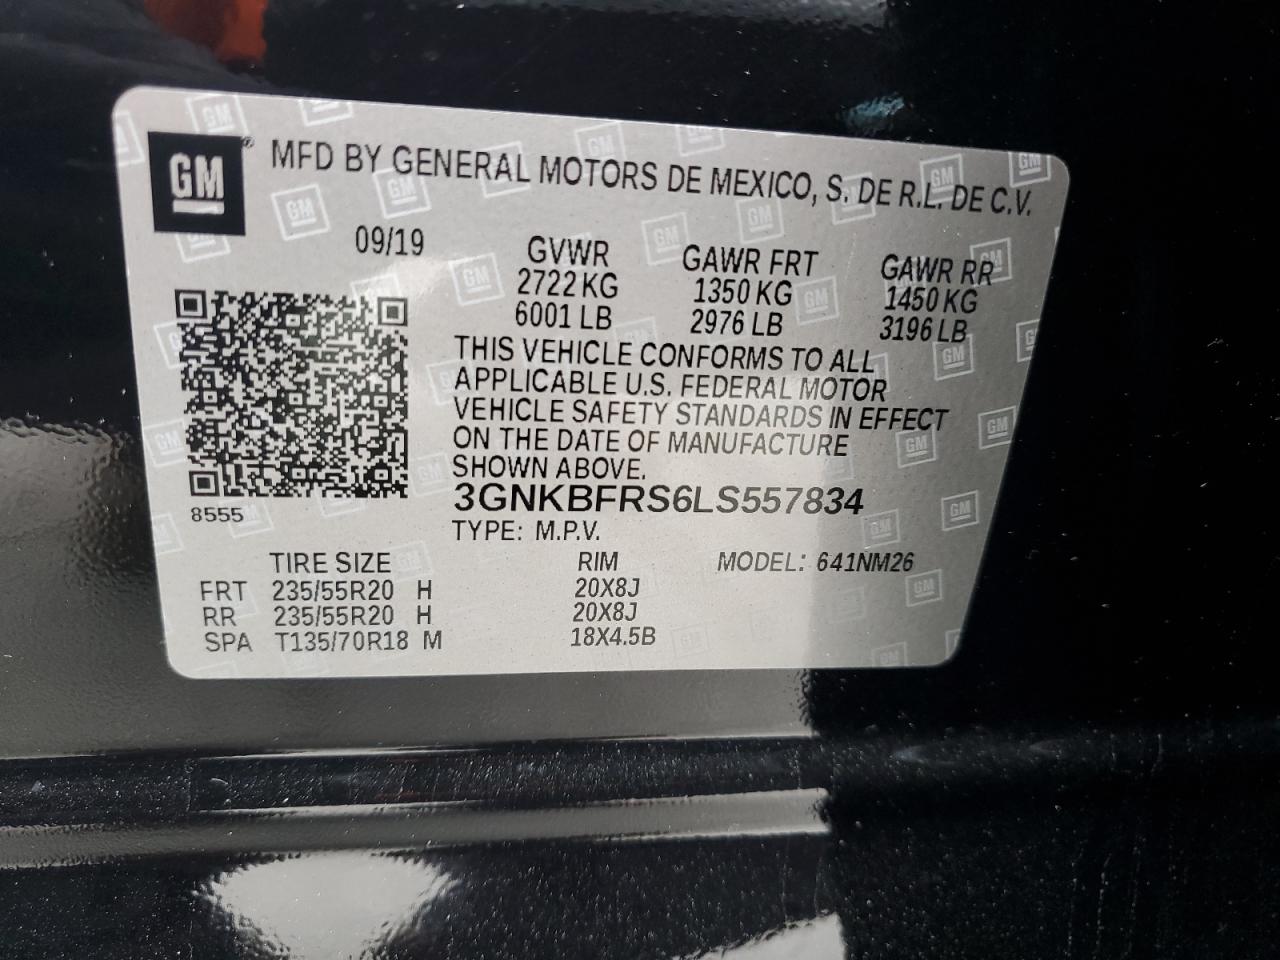 GM
MFD BY GENERAL MOTORS DE MEXICO, S. DE R.L. DE C.V.
09/19
GVWR
2722 KG
6001 LB
GAWR FRT
1350 KG
2976 LB
GAWR RR
1450 KG
3196 LB
THIS VEHICLE CONFORMS TO ALL
APPLICABLE U.S. FEDERAL MOTOR
VEHICLE SAFETY STANDARDS IN EFFECT
ON THE DATE OF MANUFACTURE
SHOWN ABOVE.
3GNKBFRS6LS557834
TYPE: M.P.V.
8555
TIRE SIZE RIM MODEL: 641NM26
FRT 235/55R20 H 20X8J
RR 235/55R20 H 20X8J
SPA T135/70R18 M 18X4.5B